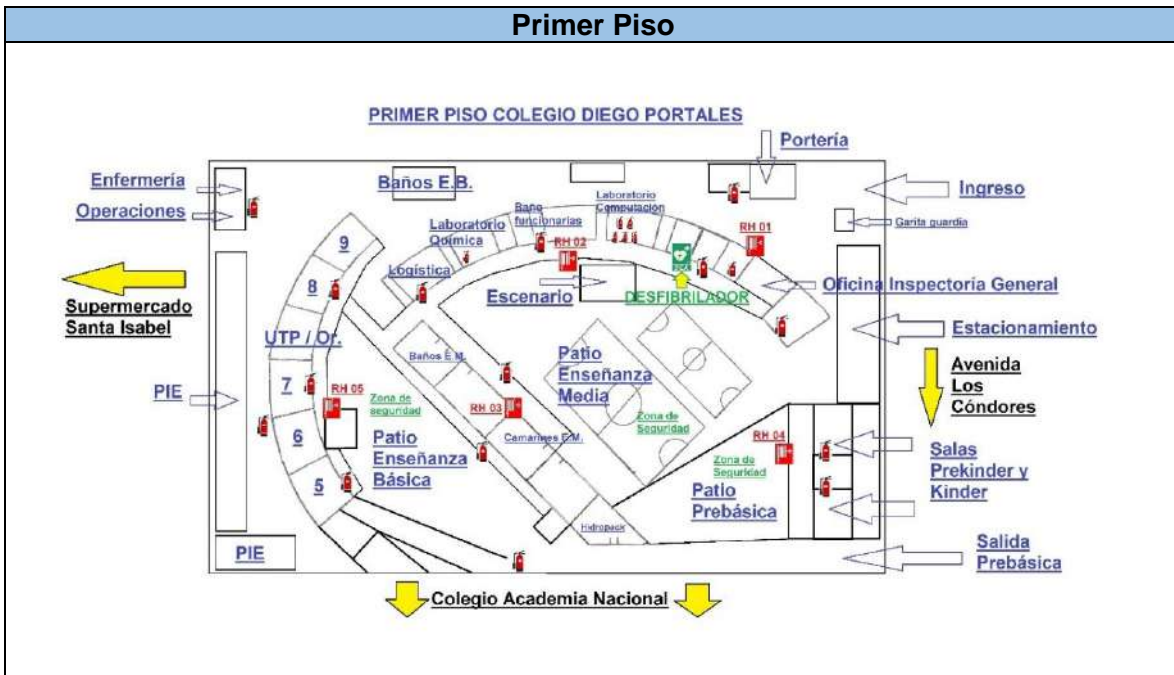 Primer Piso
PRIMER PISO COLEGIO DIEGO PORTALES
Portería
Enfermería
Operaciones
Baños E.B.
Laboratorio
Computación
Baño
funcionarias
Laboratorio
Química
Logística
RH 02
RH 01
Ingreso
Garita guardia
9
8
UTP / Or.
7
6
5
Supermercado
Santa Isabel
Escenario
DESFIBRILADOR
Oficina Inspectoría General
Estacionamiento
Avenida
Los
Cóndores
Baños E.M.
Patio
Enseñanza
Media
PIE
RH 05
Zona de
seguridad
RH 03
Zona de
Seguridad
Camarines E.M.
Patio
Enseñanza
Básica
RH 04
Zona de
Seguridad
Patio
Prebásica
Salas
Prekinder y
Kinder
Hidropack
PIE
Salida
Prebásica
Colegio Academia Nacional